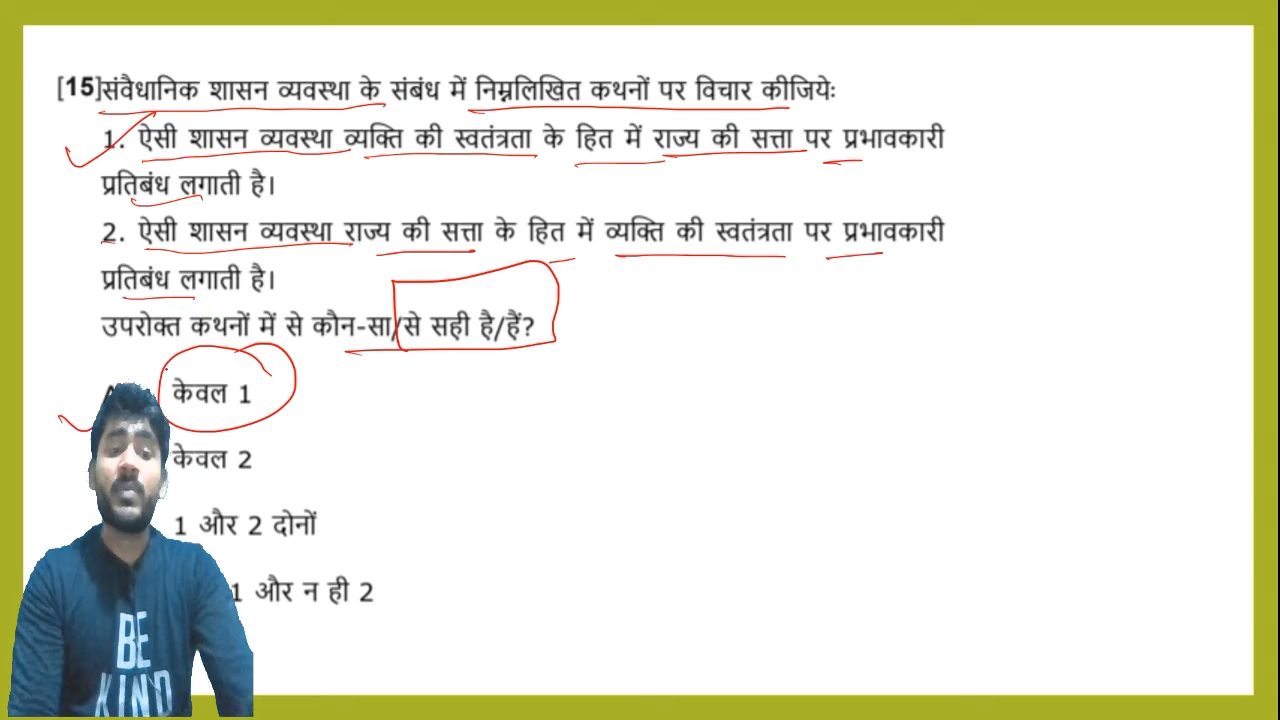 [15]संवैधानिक शासन व्यवस्था के संबंध में निम्नलिखित कथनों पर विचार कीजियेः
1. ऐसी शासन व्यवस्था व्यक्ति की स्वतंत्रता के हित में राज्य की सत्ता पर प्रभावकारी
प्रतिबंध लगाती है।
2. ऐसी शासन व्यवस्था राज्य की सत्ता के हित में व्यक्ति की स्वतंत्रता पर प्रभावकारी
प्रतिबंध लगाती है।
उपरोक्त कथनों में से कौन-सा/से सही है/हैं?
केवल 1
केवल 2
1 और 2 दोनों
1 और न ही 2
BE
KIND